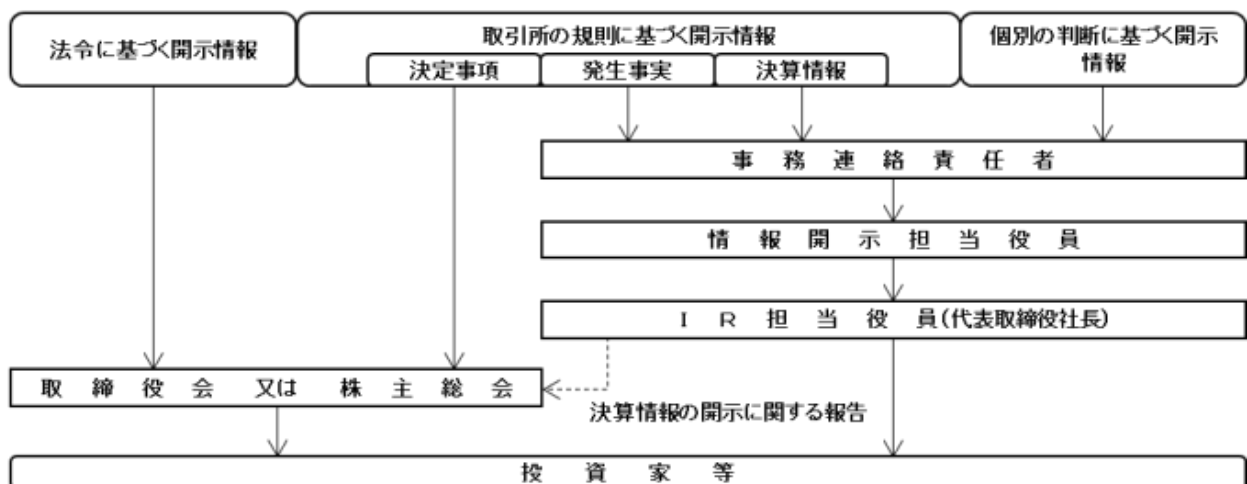 法令に基づく開示情報
取引所の規則に基づく開示情報
決定事項
発生事実
決算情報
個別の判断に基づく開示
情報
事務連絡責任者
情報開示担当役員
IR担当役員(代表取締役社長)
取締役会 又は 株主総会
決算情報の開示に関する報告
投資家等